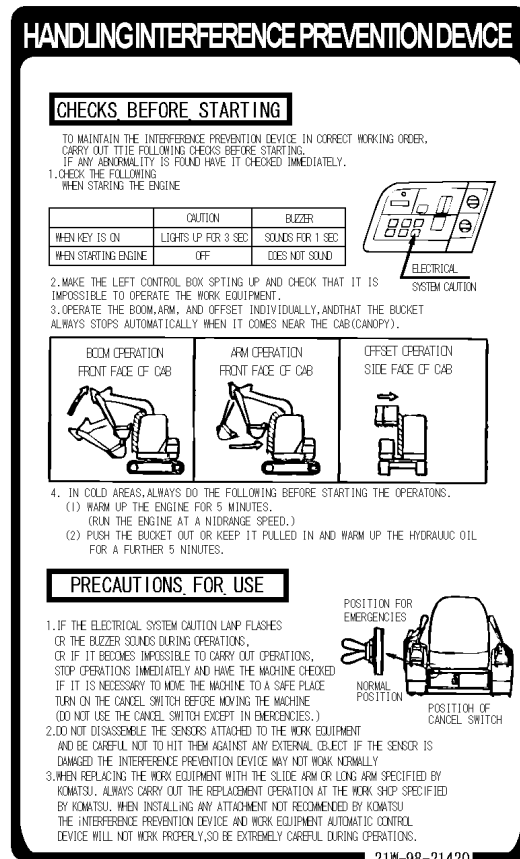 HANDLING INTERFERENCE PREVENTION DEVICE
CHECKS BEFORE STARTING
TO MAINTAIN THE INTERFERENCE PREVENTION DEVICE IN CORRECT WORKING ORDER,
CARRY OUT TTIE FOLLOWING CHECKS BEFORE STARTING.
IF ANY ABNORMALITY IS FOUND HAVE IT CHECKED IMMEDIATELY.
1.CHECK THE FOLLOWING
WHEN STARING THE ENGINE
CAUTION BUZZER
WHEN KEY IS ON LIGHTS UP FOR 3 SEC SOUNDS FOR 1 SEC
WHEN STARTING ENGINE OFF DOES NOT SOUND
ELECTRICAL
SYSTEM CAUTION
2.MAKE THE LEFT CONTROL BOX SPTING UP AND CHECK THAT IT IS
IMPOSSIBLE TO OPERATE THE WORK EQUIPMENT.
3.OPERATE THE BOOM,ARM, AND OFFSET INDIVIDUALLY,ANDTHAT THE BUCKET
ALWAYS STOPS AUTOMATICALLY WHEN IT COMES NEAR THE CAB(CANOPY).
BOOM OPERATION
FRONT FACE OF CAB
ARM OPERATION
FRONT FACE OF CAB
OFFSET OPERATION
SIDE FACE OF CAB
4. IN COLD AREAS,ALWAYS DO THE FOLLOWING BEFORE STARTING THE OPERATONS.
(1) WARM UP THE ENGINE FOR 5 MINUTES.
(RUN THE ENGINE AT A NIDRANGE SPEED.)
(2) PUSH THE BUCKET OUT OR KEEP IT PULLED IN AND WARM UP THE HYDRAUUC OIL
FOR A FURTHER 5 NINUTES.
PRECAUTIONS FOR USE
1.IF THE ELECTRICAL SYSTEM CAUTION LANP FLASHES
OR THE BUZZER SOUNDS DURING OPERATIONS,
OR IF IT BECOMES IMPOSSIBLE TO CARRY OUT OPERATIONS,
STOP OPERATIONS IMMEDIATELY AND HAVE THE MACHINE CHECKED
IF IT IS NECESSARY TO MOVE THE MACHINE TO A SAFE PLACE
TURN ON THE CANCEL SWITCH BEFORE MOVING THE MACHINE
(DO NOT USE THE CANCEL SWITCH EXCEPT IN EMERCENCIES.)
POSITION FOR
EMERGENCIES
NORMAL
POSITION
POSITIOH OF
CANCEL SWITCH
2.DO NOT DISASSEMBLE THE SENSORS ATTACHED TO THE WORK EQUIPMENT
AND BE CAREFUL NOT TO HIT THEM AGAINST ANY EXTERNAL OBJECT IF THE SENSOR IS
DAMAGED THE INTERFERENCE PREVENTION DEVICE MAY NOT WOAK NORMALLY
3.WHEN REPLACING THE WORX EQUIPMENT WITH THE SLIDE ARM OR LONG ARM SPECIFIED BY
KOMATSU. ALWAYS CARRY OUT THE REPLACEMENT OPERATION AT THE WORK SHOP SPECIFIED
BY KOMATSU. WHEN INSTALLiNG ANY ATTACHMENT NOT RECOMMENDED BY KOMATSU
THE iNTERFERENCE PREVENTION DEVICE AND WORK EQUIPMENT AUTOMATIC CONTROL
DEVICE WILL NOT WORK PROPERLY,SO BE EXTREMELY CAREFUL DURING OPERATIONS.
21W-98-21420